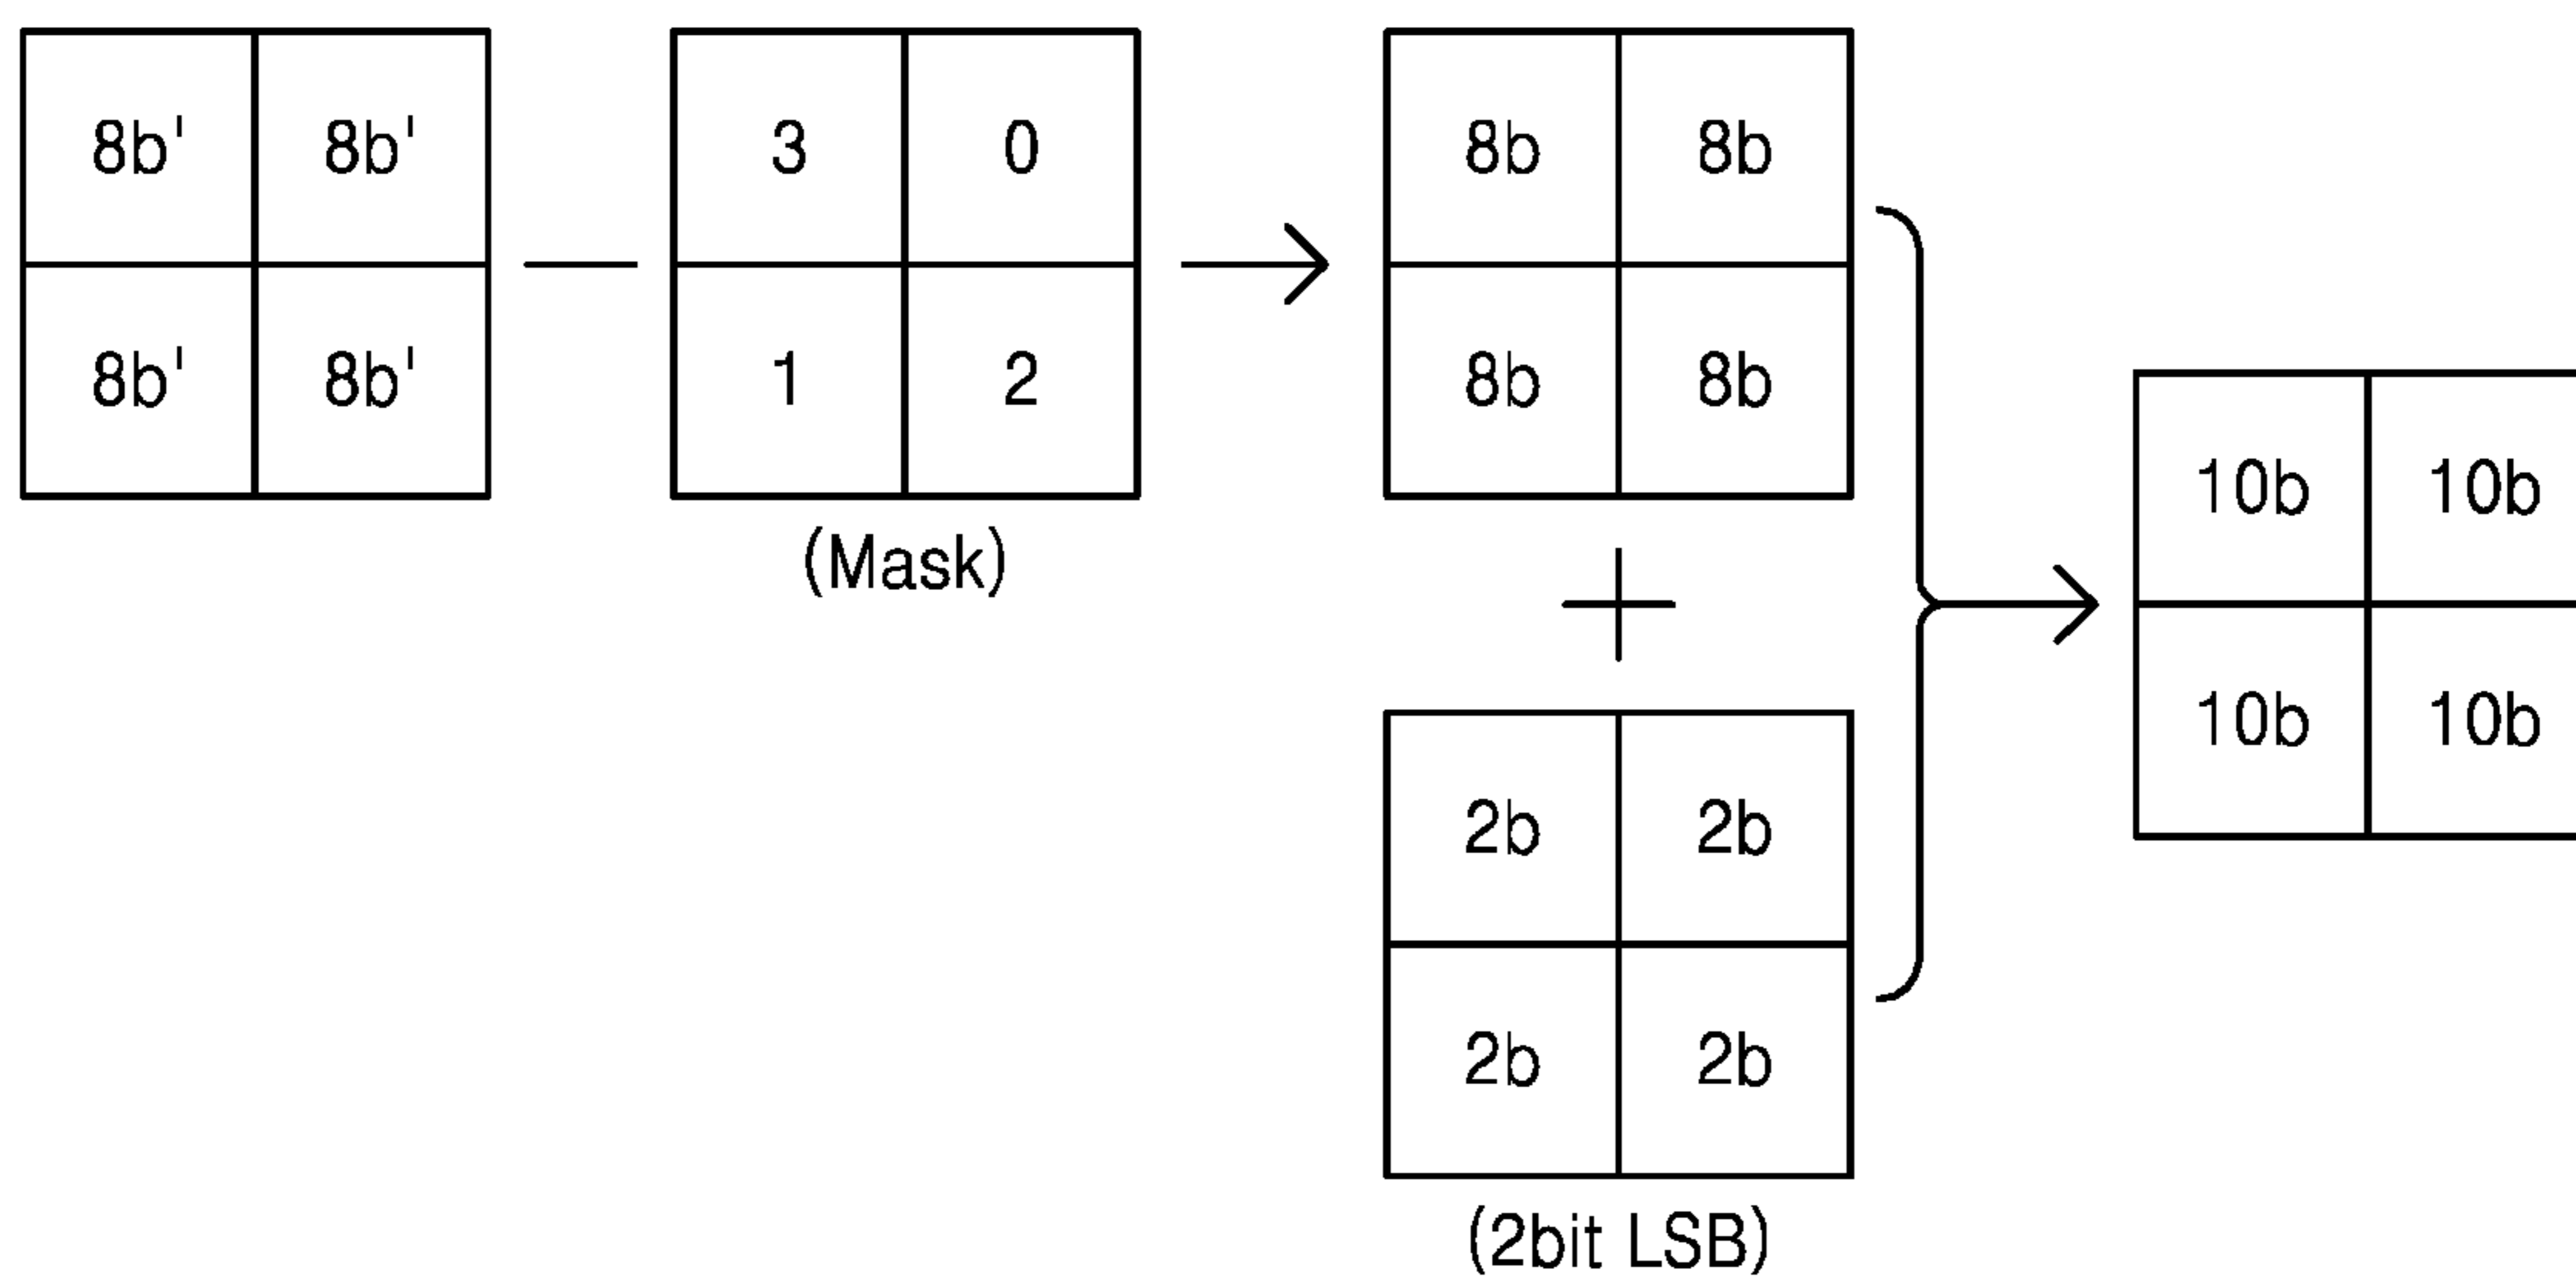 8b' 8b' 3 0 8b 8b
8b' 8b' 1 2 8b 8b
10b 10b
(Mask)
10b 10b
2b 2b
2b 2b
(2bit LSB)